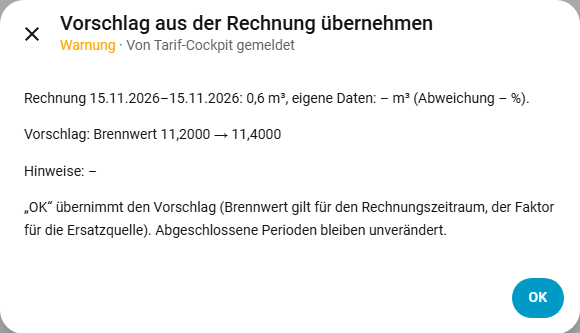 Vorschlag aus der Rechnung übernehmen
Warnung · Von Tarif-Cockpit gemeldet
Rechnung 15.11.2026–15.11.2026: 0,6 m³, eigene Daten: – m³ (Abweichung – %).
Vorschlag: Brennwert 11,2000 → 11,4000
Hinweise: –
„OK“ übernimmt den Vorschlag (Brennwert gilt für den Rechnungszeitraum, der Faktor
für die Ersatzquelle). Abgeschlossene Perioden bleiben unverändert.
OK